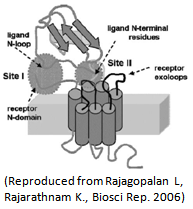 ligand
N-loop
ligand N-terminal
residues
Site I
Site II
receptor
exoloops
receptor
N-domain
(Reproduced from Rajagopalan L,
Rajarathnam K., Biosci Rep. 2006)